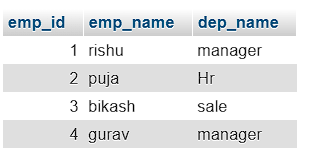 emp_id emp_name dep_name
1 rishu manager
2 puja Hr
3 bikash sale
4 gurav manager